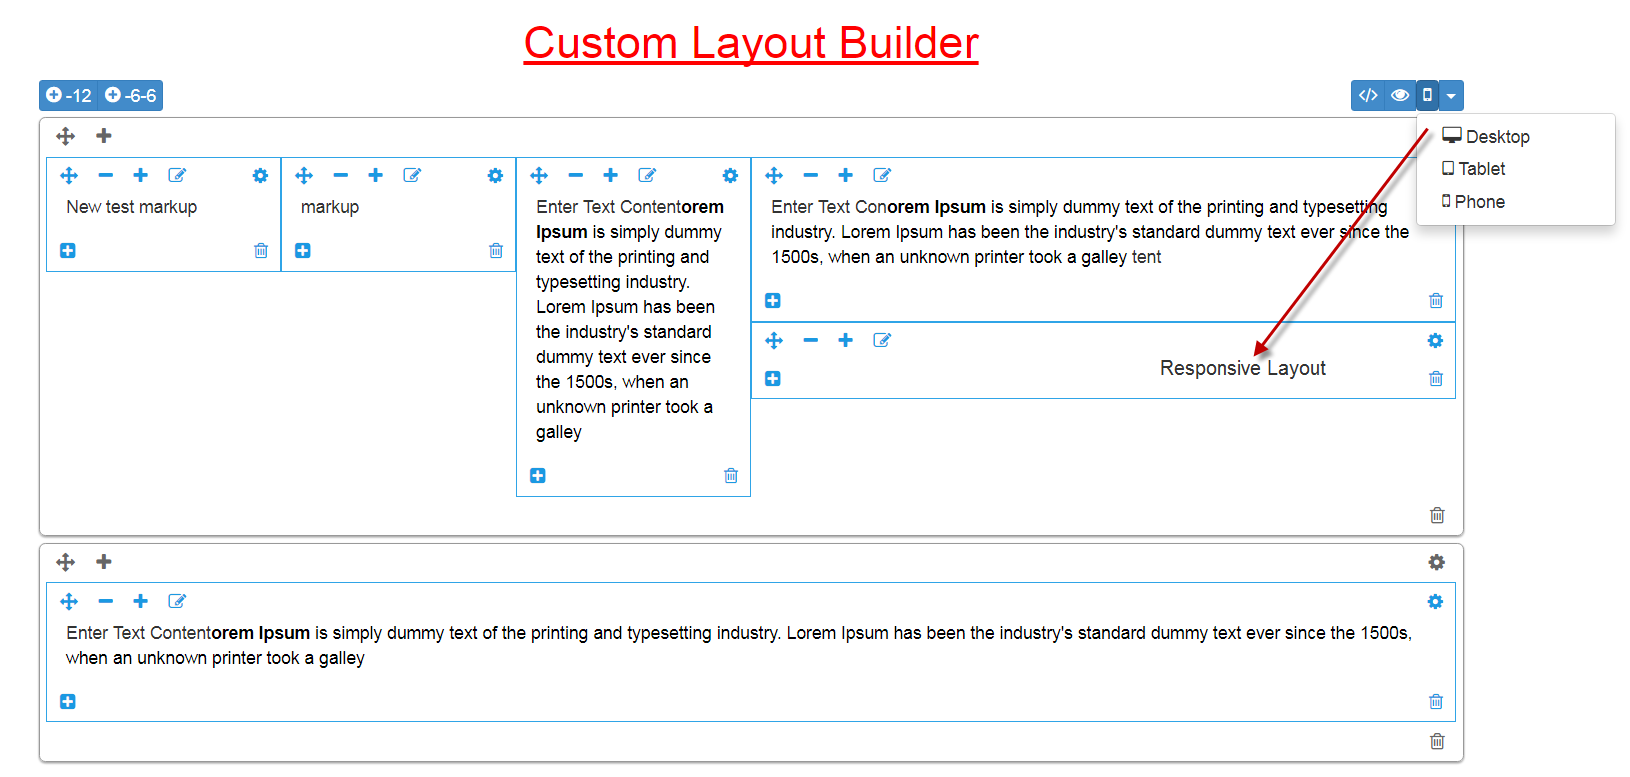 Custom Layout Builder
-12 -6-6
Desktop
Tablet
Phone
New test markup
markup
Enter Text Contentorem
Ipsum is simply dummy
text of the printing and
typesetting industry.
Lorem Ipsum has been
the industry's standard
dummy text ever since
the 1500s, when an
unknown printer took a
galley
Enter Text Conorem Ipsum is simply dummy text of the printing and typesetting
industry. Lorem Ipsum has been the industry's standard dummy text ever since the
1500s, when an unknown printer took a galley tent
Responsive Layout
Enter Text Contentorem Ipsum is simply dummy text of the printing and typesetting industry. Lorem Ipsum has been the industry's standard dummy text ever since the 1500s,
when an unknown printer took a galley